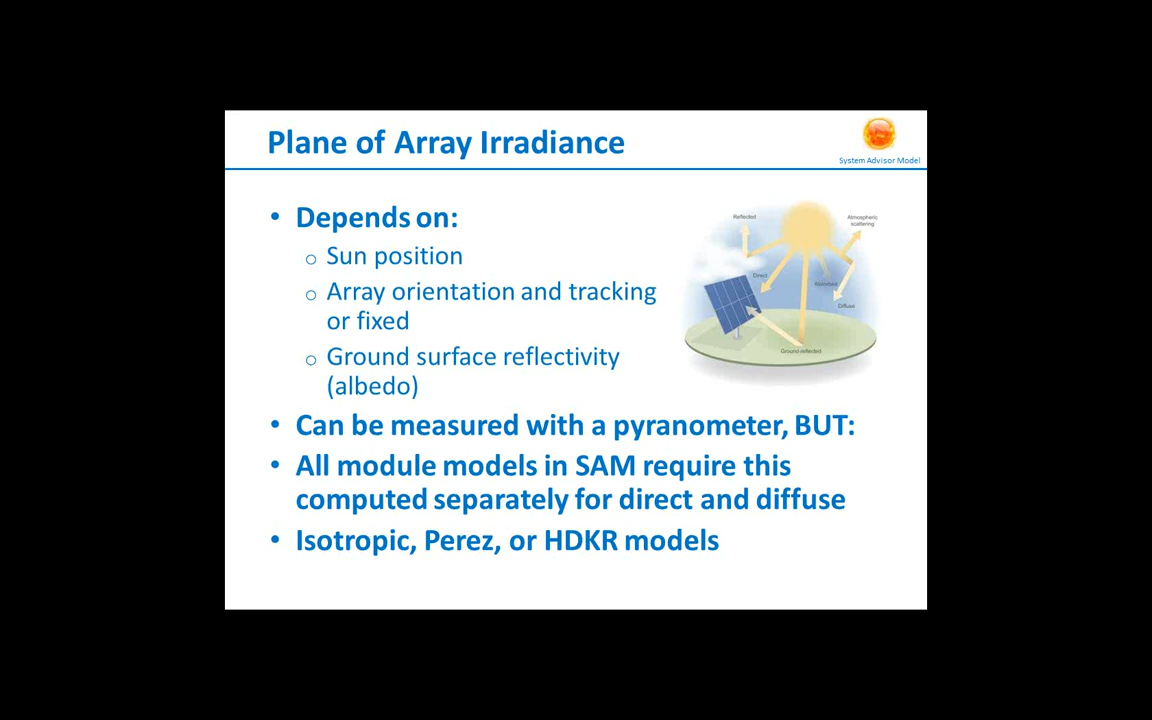 Plane of Array Irradiance
System Advisor Model
• Depends on:
o Sun position
o Array orientation and tracking
or fixed
o Ground surface reflectivity
(albedo)
Reflected
Atmospheric
scattering
Direct
Diffuse
Ground-reflected
• Can be measured with a pyranometer, BUT:
• All module models in SAM require this
computed separately for direct and diffuse
• Isotropic, Perez, or HDKR models